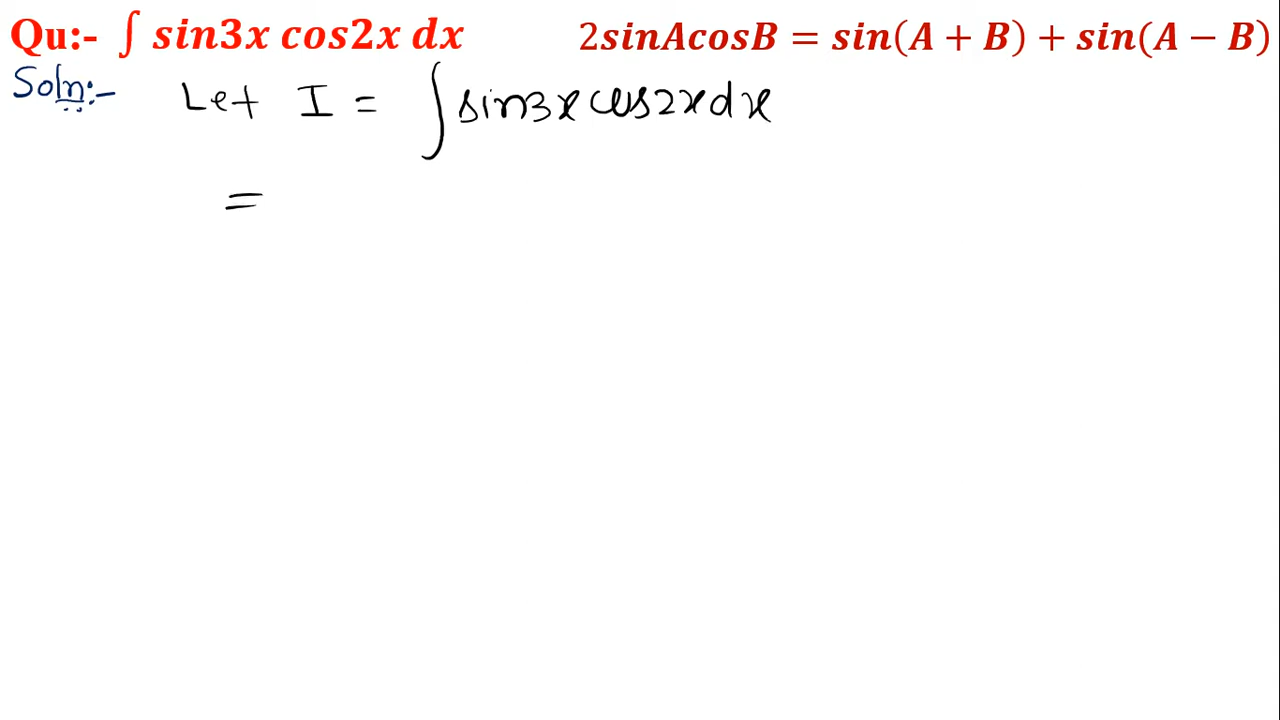 Qu:- ∫ sin3x cos2x dx 2sinAcosB = sin(A + B) + sin(A − B)
Soln:-
Let I = ∫ sin3x cos2x dx
=